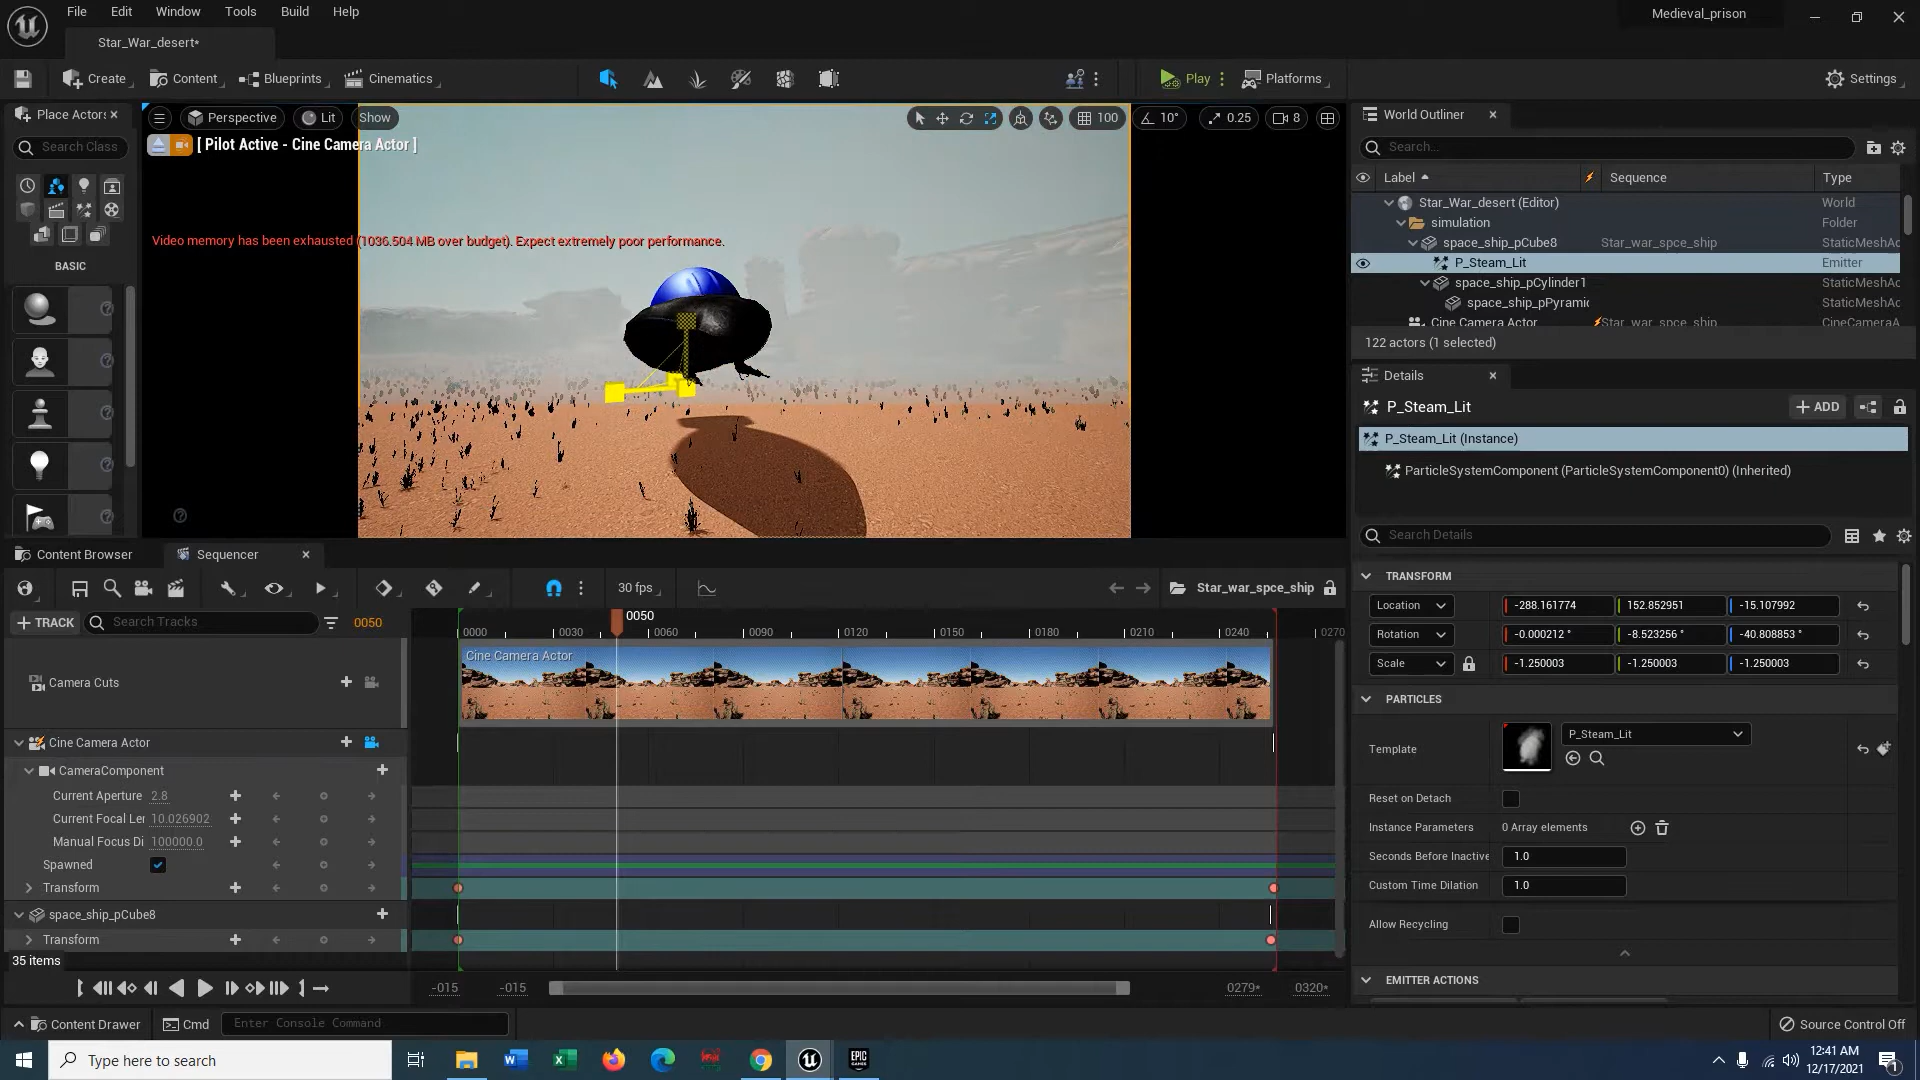 File Edit Window Tools Build Help
Medieval_prison
Star_War_desert*
Create Content Blueprints Cinematics Play Platforms Settings
Place Actors
Search Class
BASIC
Perspective Lit Show
100 10° 0.25 8
[ Pilot Active - Cine Camera Actor ]
Video memory has been exhausted (1036.504 MB over budget). Expect extremely poor performance.
World Outliner
Search...
Label Sequence Type
Star_War_desert (Editor) World
simulation Folder
space_ship_pCube8 Star_war_spce_ship StaticMeshAc
P_Steam_Lit Emitter
space_ship_pCylinder1 StaticMeshAc
space_ship_pPyramic StaticMeshAc
Cine Camera Actor Star_war_spce_ship CineCameraA
122 actors (1 selected)
Details
P_Steam_Lit
ADD
P_Steam_Lit (Instance)
ParticleSystemComponent (ParticleSystemComponent0) (Inherited)
Search Details
TRANSFORM
Location -288.161774 152.852951 -15.107992
Rotation -0.000212 ° -8.523256 ° -40.808853 °
Scale -1.250003 -1.250003 -1.250003
PARTICLES
Template P_Steam_Lit
Reset on Detach
Instance Parameters 0 Array elements
Seconds Before Inactive 1.0
Custom Time Dilation 1.0
Allow Recycling
EMITTER ACTIONS
Content Browser Sequencer
30 fps Star_war_spce_ship
TRACK Search Tracks 0050
0050
0000 0030 0060 0090 0120 0150 0180 0210 0240 0270
Cine Camera Actor
Camera Cuts
Cine Camera Actor
CameraComponent
Current Aperture 2.8
Current Focal Ler 10.026902
Manual Focus Di 100000.0
Spawned
Transform
space_ship_pCube8
Transform
35 items
-015 -015 0279* 0320*
Content Drawer Cmd Enter Console Command Source Control Off
Type here to search
EPIC GAMES
12:41 AM
12/17/2021
1